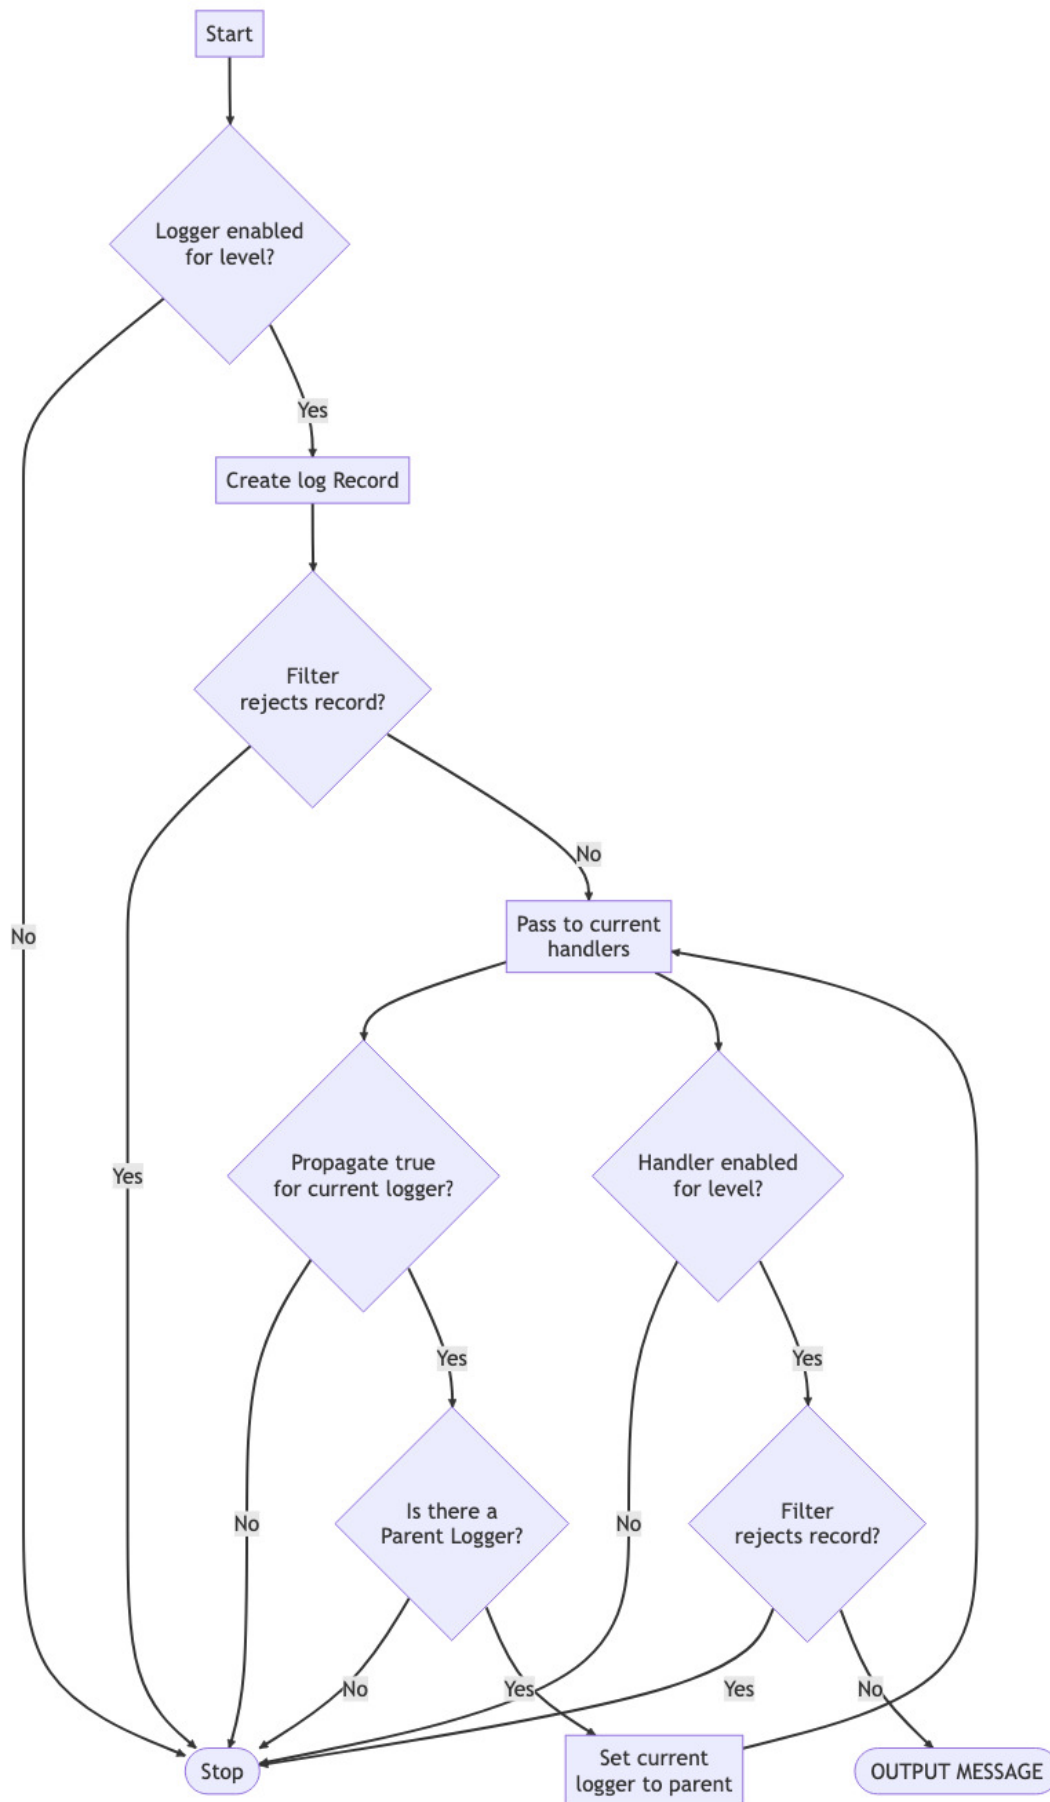 Start
Logger enabled
for level?
Yes
Create log Record
Filter
rejects record?
No
Pass to current
handlers
No
Propagate true
for current logger?
Handler enabled
for level?
Yes
Yes
Yes
Is there a
Parent Logger?
Filter
rejects record?
No
No
No
Yes
Yes
No
Stop
Set current
logger to parent
OUTPUT MESSAGE